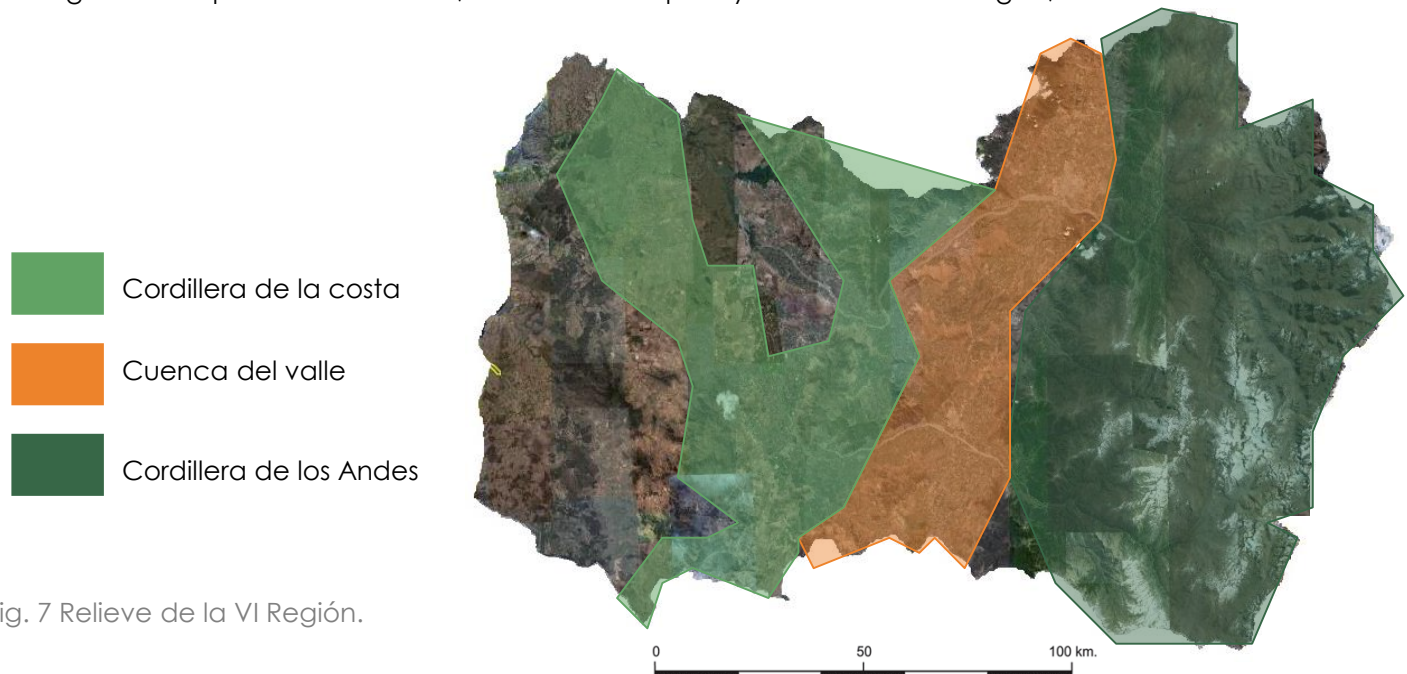 Cordillera de la costa
Cuenca del valle
Cordillera de los Andes
ig. 7 Relieve de la VI Región.
0 50 100 km.